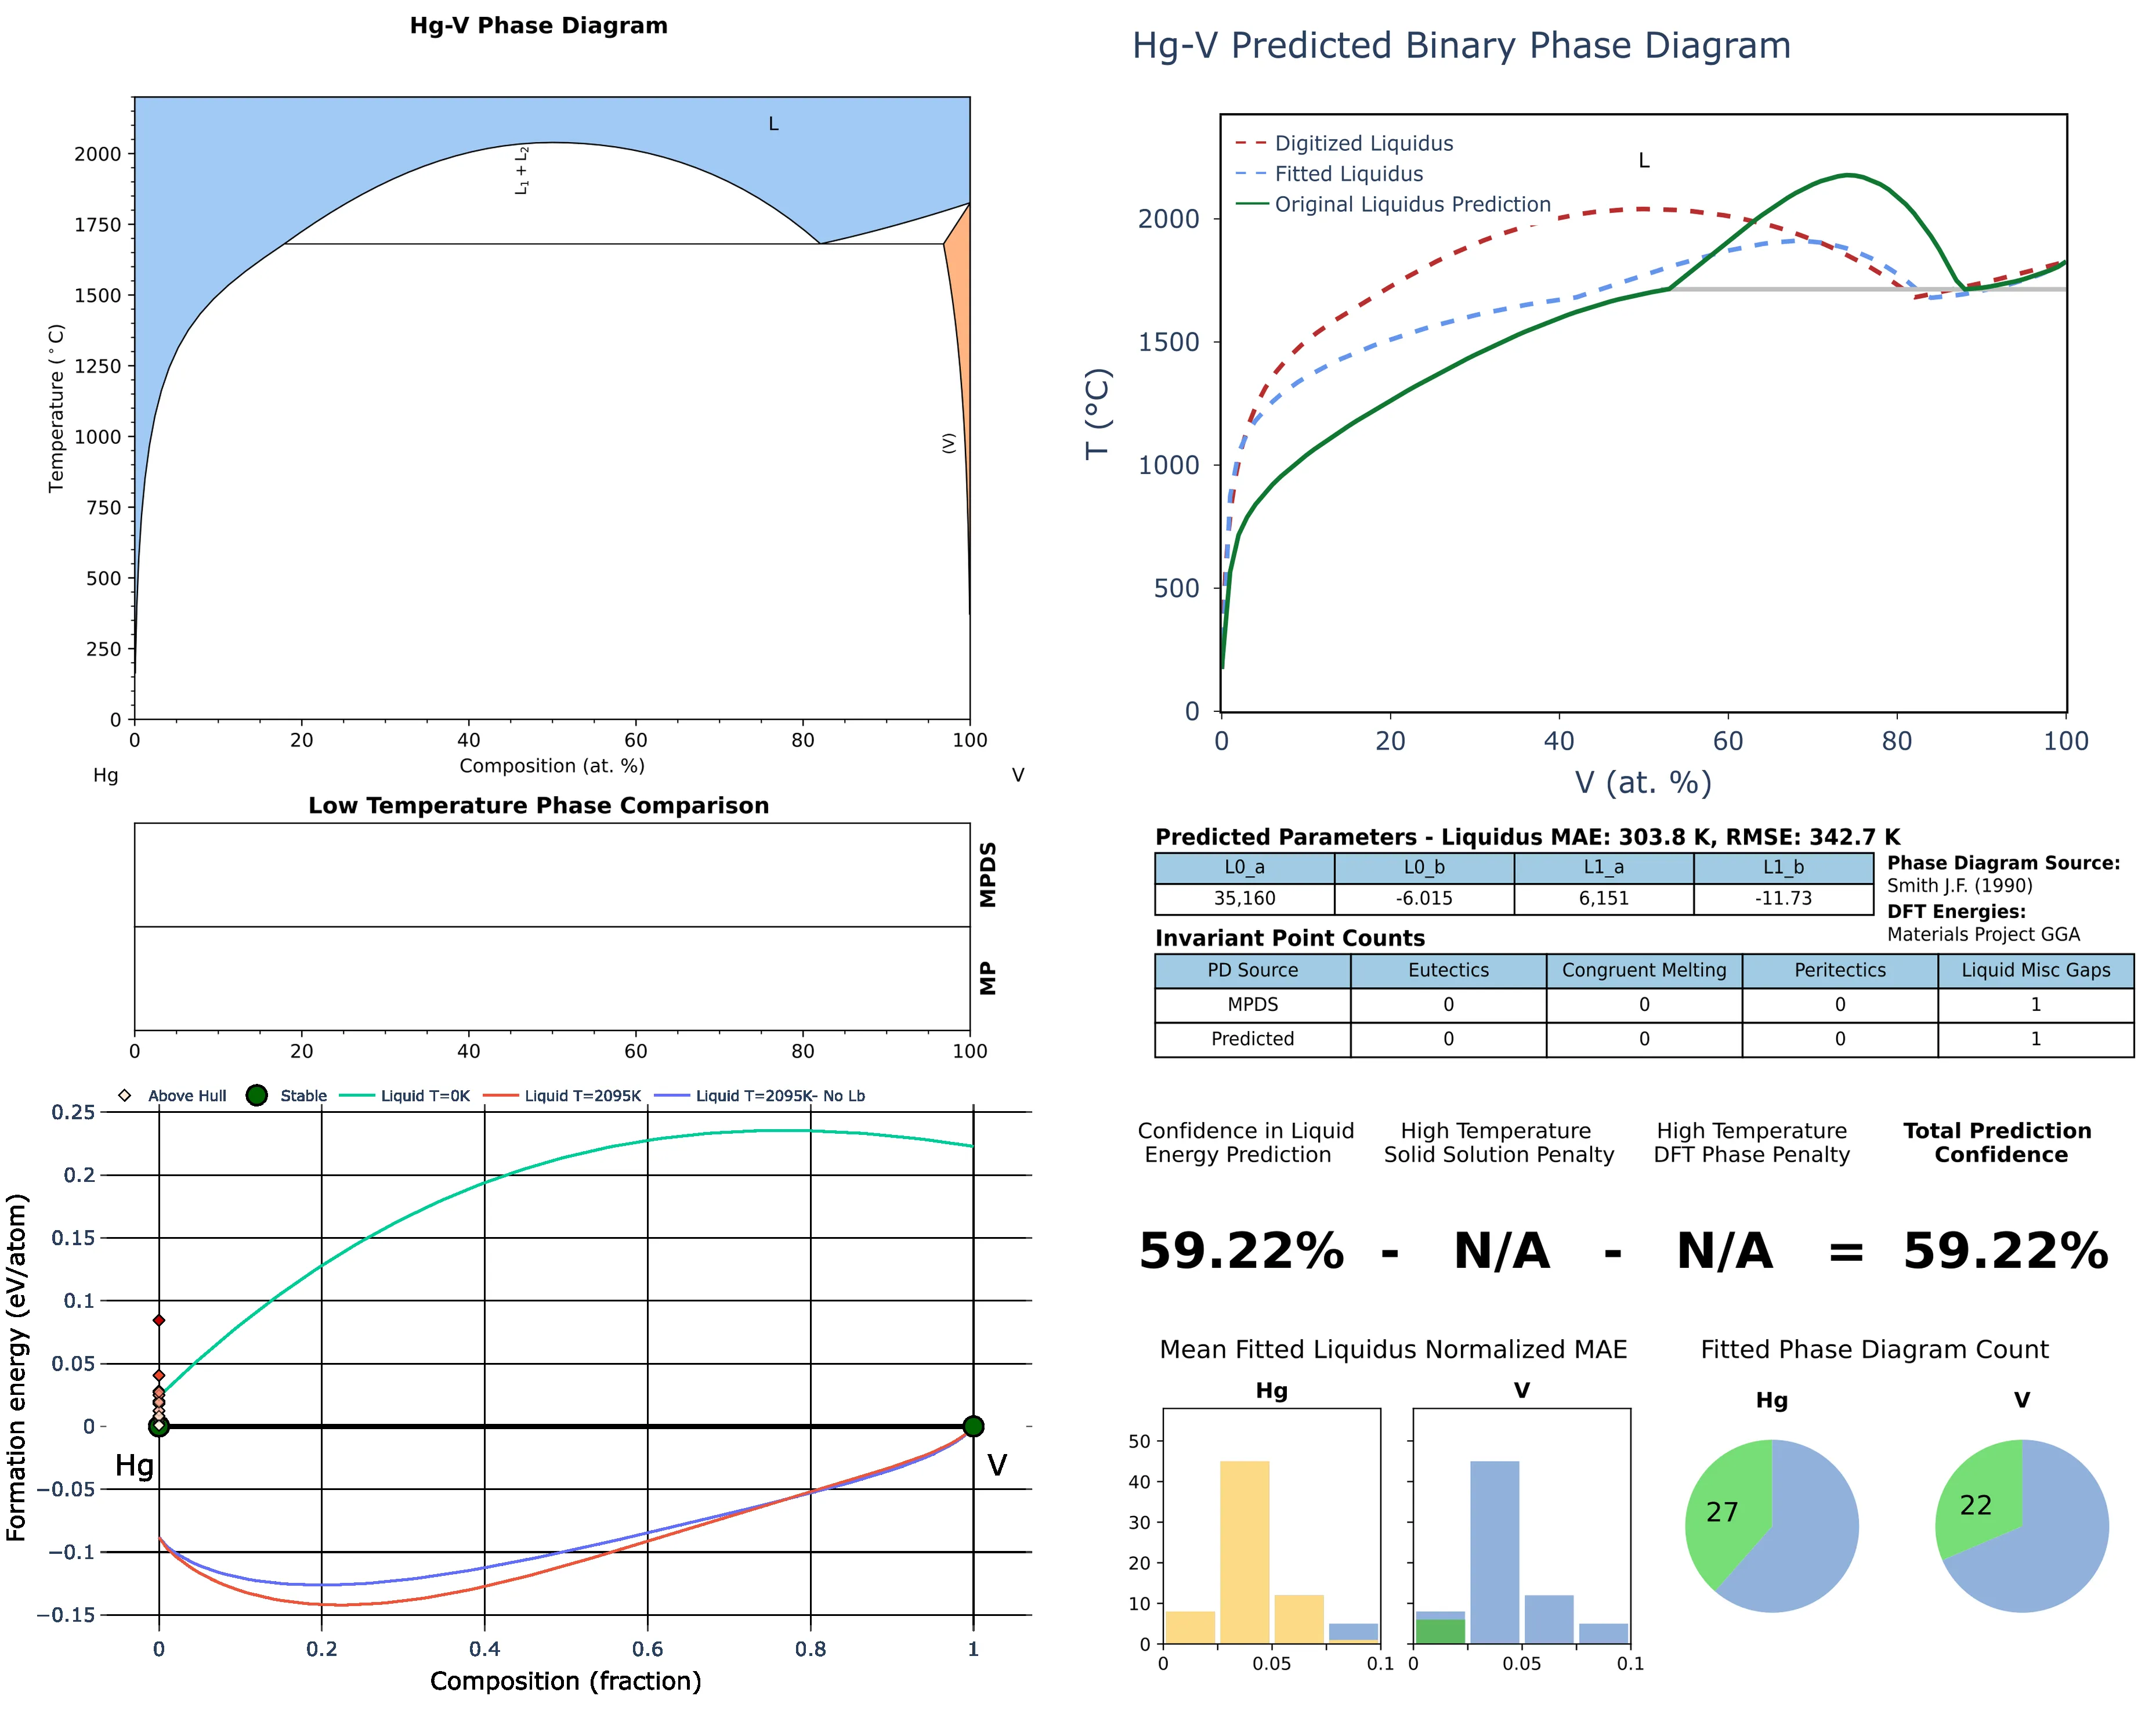 Hg-V Phase Diagram
L
L1 + L2
(V)
Temperature (°C)
2000
1750
1500
1250
1000
750
500
250
0
0 20 40 60 80 100
Composition (at. %)
Hg V
Low Temperature Phase Comparison
MPDS
MP
0 20 40 60 80 100
Above Hull Stable Liquid T=0K Liquid T=2095K Liquid T=2095K- No Lb
Formation energy (eV/atom)
0.25
0.2
0.15
0.1
0.05
0
−0.05
−0.1
−0.15
Hg V
0 0.2 0.4 0.6 0.8 1
Composition (fraction)
Hg-V Predicted Binary Phase Diagram
Digitized Liquidus
Fitted Liquidus
Original Liquidus Prediction
L
T (°C)
2000
1500
1000
500
0
0 20 40 60 80 100
V (at. %)
Predicted Parameters - Liquidus MAE: 303.8 K, RMSE: 342.7 K
L0_a L0_b L1_a L1_b
35,160 -6.015 6,151 -11.73
Phase Diagram Source:
Smith J.F. (1990)
DFT Energies:
Materials Project GGA
Invariant Point Counts
PD Source Eutectics Congruent Melting Peritectics Liquid Misc Gaps
MPDS 0 0 0 1
Predicted 0 0 0 1
Confidence in Liquid
Energy Prediction
High Temperature
Solid Solution Penalty
High Temperature
DFT Phase Penalty
Total Prediction
Confidence
59.22% - N/A - N/A = 59.22%
Mean Fitted Liquidus Normalized MAE
Hg V
50
40
30
20
10
0
0 0.05 0.1 0 0.05 0.1
Fitted Phase Diagram Count
Hg V
27 22